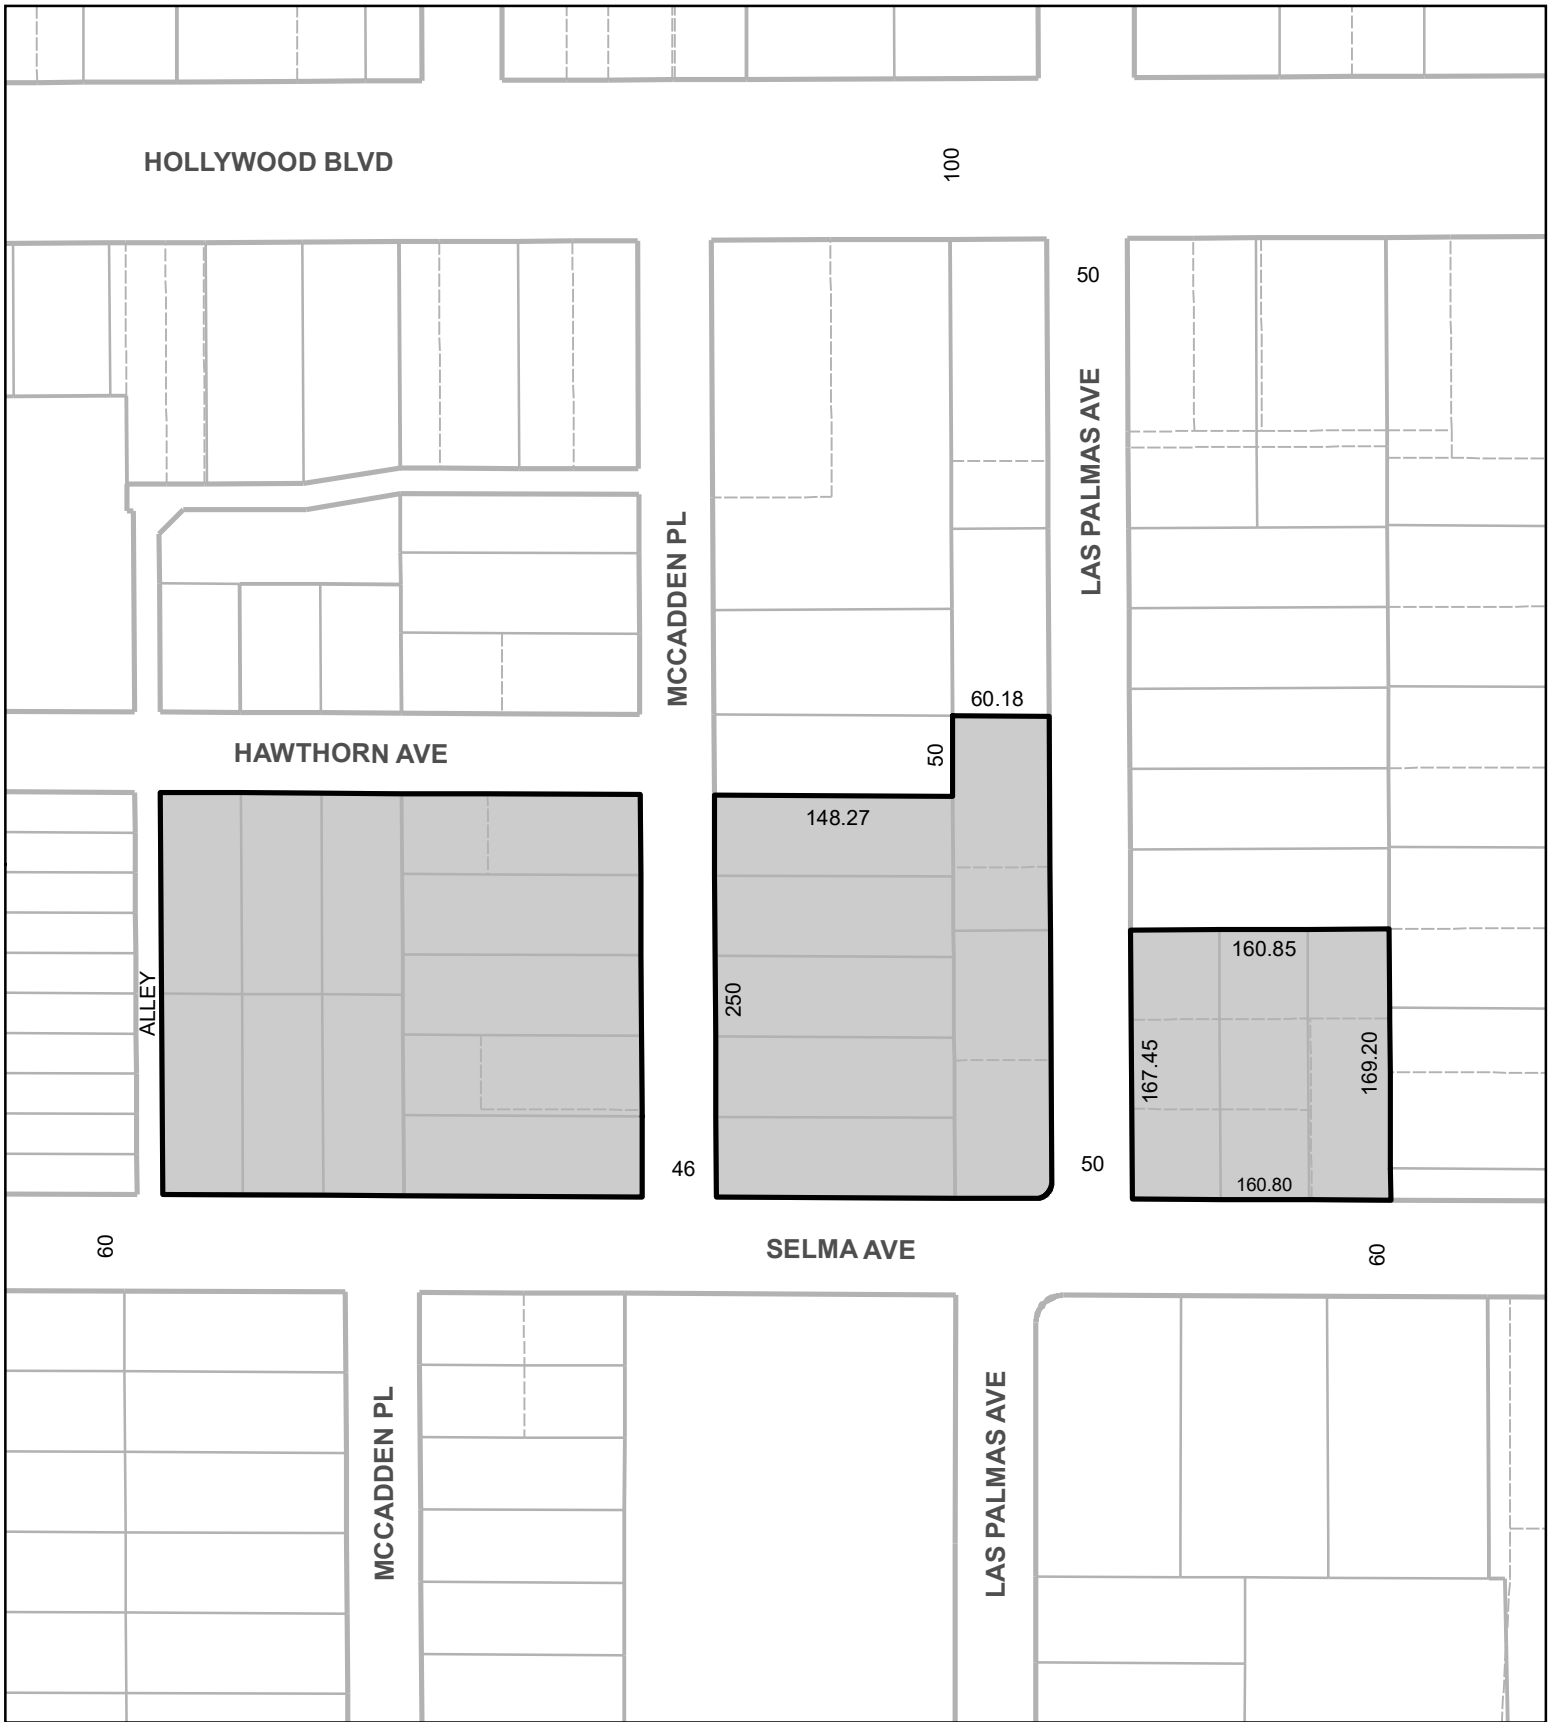 HOLLYWOOD BLVD
100
50
LAS PALMAS AVE
MCCADDEN PL
60.18
HAWTHORN AVE
50
148.27
160.85
ALLEY
250
167.45
169.20
46
50
160.80
60
SELMA AVE
60
MCCADDEN PL
LAS PALMAS AVE